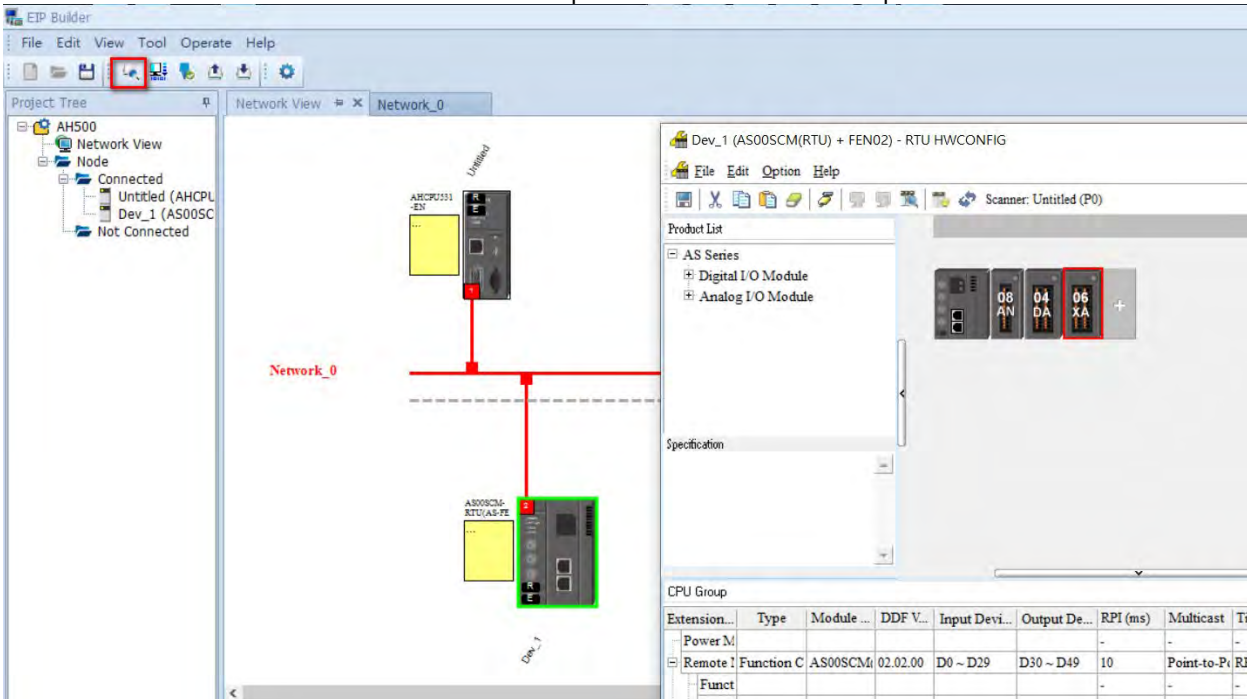 EIP Builder
File Edit View Tool Operate Help
Project Tree
Network View
Network_0
AH500
Network View
Node
Connected
Untitled (AHCPU
Dev_1 (AS00SC
Not Connected
Untitled
AHCPU531
-EN
...
R
E
1
Network_0
AS00SCM-
RTU(AS-FE
...
2
R
E
Dev_1
Dev_1 (AS00SCM(RTU) + FEN02) - RTU HWCONFIG
File Edit Option Help
Scanner: Untitled (P0)
Product List
AS Series
Digital I/O Module
Analog I/O Module
08 04 06
AN DA XA
+
Specification
CPU Group
Extension... Type Module ... DDF V... Input Devi... Output De... RPI (ms) Multicast
Power M - -
Remote I Function C AS00SCM( 02.02.00 D0 ~ D29 D30 ~ D49 10 Point-to-P
Funct - -